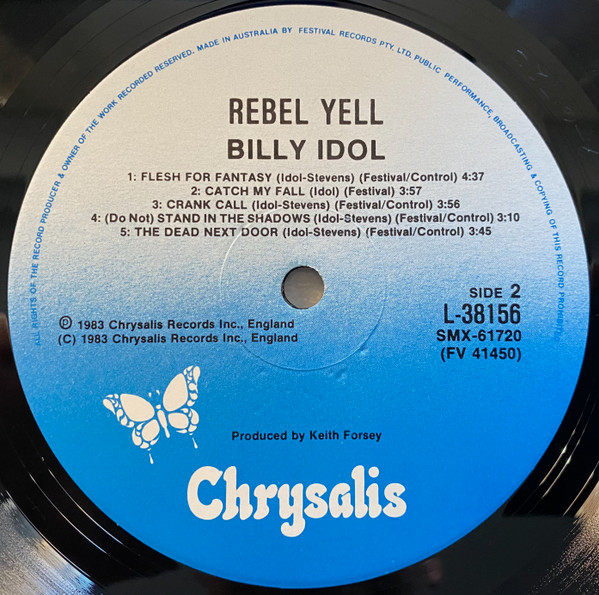 ALL RIGHTS OF THE RECORD PRODUCER & OWNER OF THE WORK RECORDED RESERVED, MADE IN AUSTRALIA BY FESTIVAL RECORDS PTY. LTD. PUBLIC PERFORMANCE, BROADCASTING & COPYING OF THIS RECORD PROHIBITED
REBEL YELL
BILLY IDOL
1: FLESH FOR FANTASY (Idol-Stevens) (Festival/Control) 4:37
2: CATCH MY FALL (Idol) (Festival) 3:57
3: CRANK CALL (Idol-Stevens) (Festival/Control) 3:56
4: (Do Not) STAND IN THE SHADOWS (Idol-Stevens) (Festival/Control) 3:10
5: THE DEAD NEXT DOOR (Idol-Stevens) (Festival/Control) 3:45
SIDE 2
L-38156
SMX-61720
(FV 41450)
℗ 1983 Chrysalis Records Inc., England
(C) 1983 Chrysalis Records Inc., England
Produced by Keith Forsey
Chrysalis